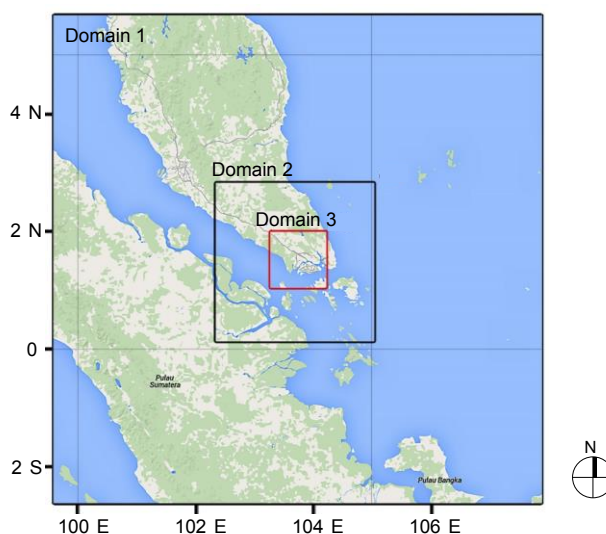 Domain 1
4 N
Domain 2
2 N
Domain 3
0
Pulau
Sumatera
2 S
Pulau Bangka
N
100 E
102 E
104 E
106 E